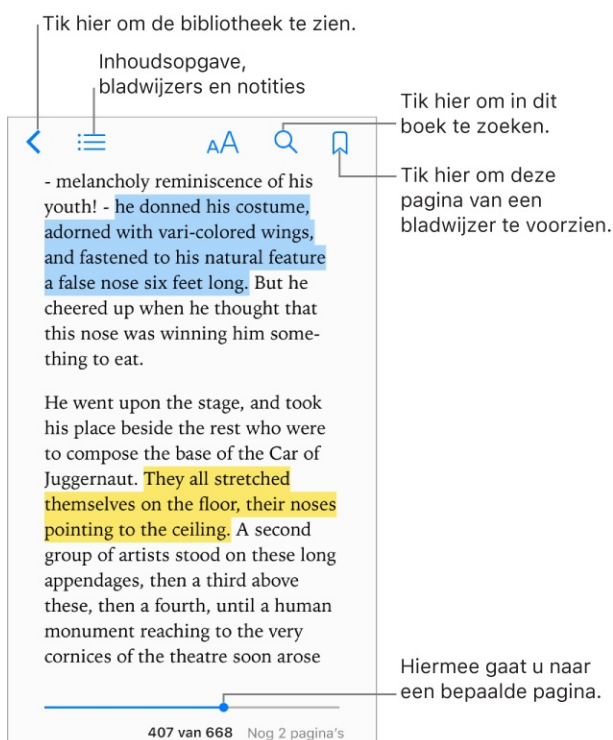 Tik hier om de bibliotheek te zien.
Inhoudsopgave,
bladwijzers en notities
Tik hier om in dit
boek te zoeken.
AA
Tik hier om deze
pagina van een
bladwijzer te voorzien.
- melancholy reminiscence of his
youth! - he donned his costume,
adorned with vari-colored wings,
and fastened to his natural feature
a false nose six feet long. But he
cheered up when he thought that
this nose was winning him some-
thing to eat.
He went upon the stage, and took
his place beside the rest who were
to compose the base of the Car of
Juggernaut. They all stretched
themselves on the floor, their noses
pointing to the ceiling. A second
group of artists stood on these long
appendages, then a third above
these, then a fourth, until a human
monument reaching to the very
cornices of the theatre soon arose
Hiermee gaat u naar
een bepaalde pagina.
407 van 668 Nog 2 pagina's